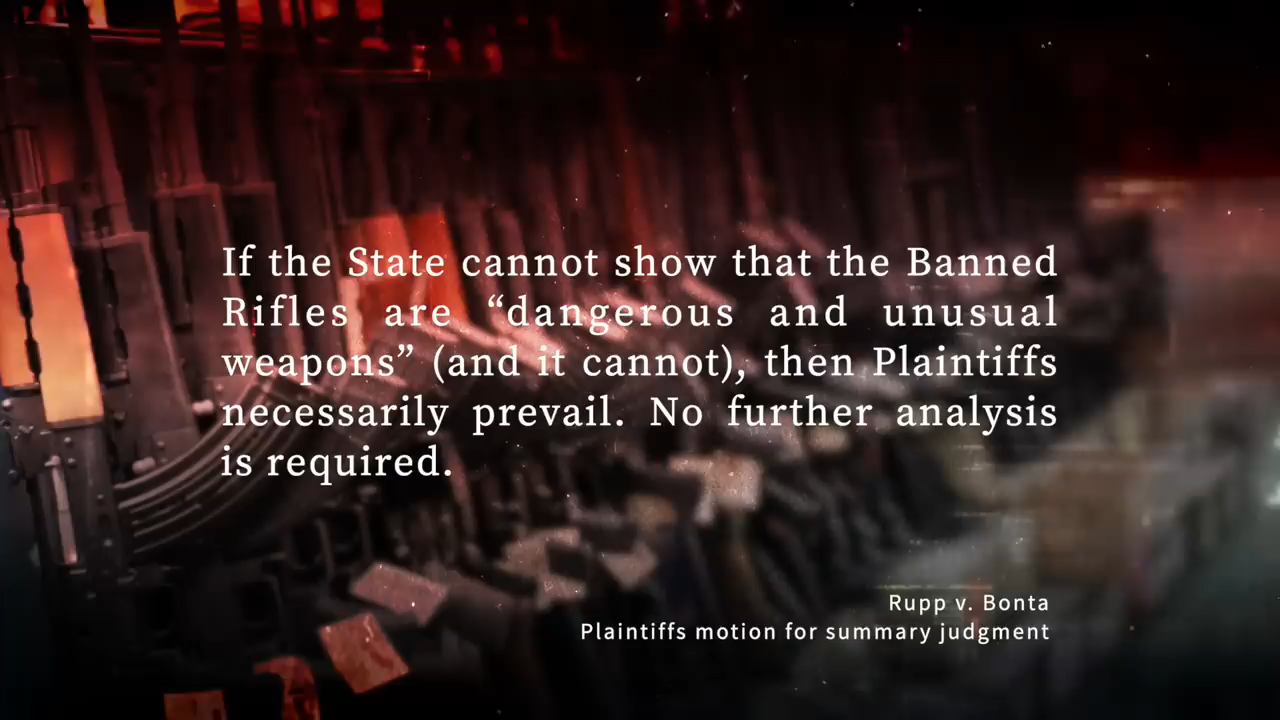 If the State cannot show that the Banned
Rifles are “dangerous and unusual
weapons” (and it cannot), then Plaintiffs
necessarily prevail. No further analysis
is required.
Rupp v. Bonta
Plaintiffs motion for summary judgment